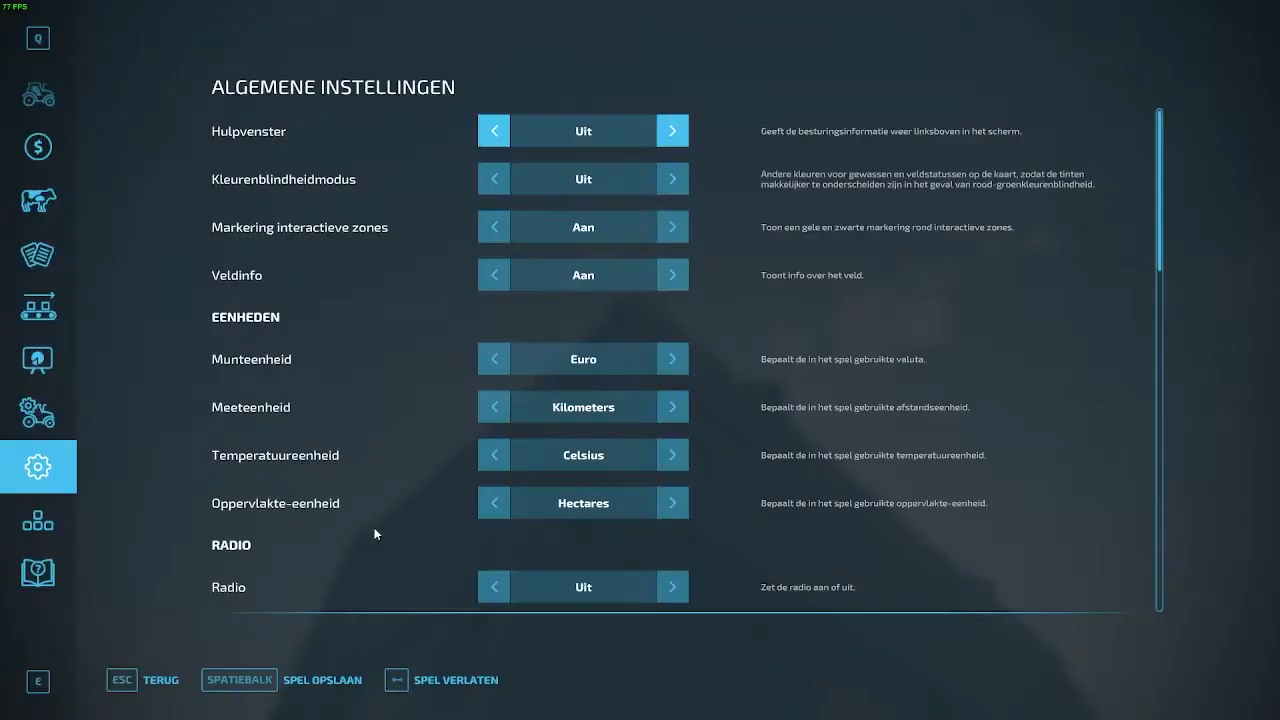 77 FPS
Q
ALGEMENE INSTELLINGEN
Hulpvenster
Uit
Geeft de besturingsinformatie weer linksboven in het scherm.
Kleurenblindheidmodus
Uit
Andere kleuren voor gewassen en veldstatussen op de kaart, zodat de tinten
makkelijker te onderscheiden zijn in het geval van rood-groenkleurenblindheid.
Markering interactieve zones
Aan
Toon een gele en zwarte markering rond interactieve zones.
Veldinfo
Aan
Toont info over het veld.
EENHEDEN
Munteenheid
Euro
Bepaalt de in het spel gebruikte valuta.
Meeteenheid
Kilometers
Bepaalt de in het spel gebruikte afstandseenheid.
Temperatuureenheid
Celsius
Bepaalt de in het spel gebruikte temperatuureenheid.
Oppervlakte-eenheid
Hectares
Bepaalt de in het spel gebruikte oppervlakte-eenheid.
RADIO
Radio
Uit
Zet de radio aan of uit.
E
ESC TERUG SPATIEBALK SPEL OPSLAAN SPEL VERLATEN